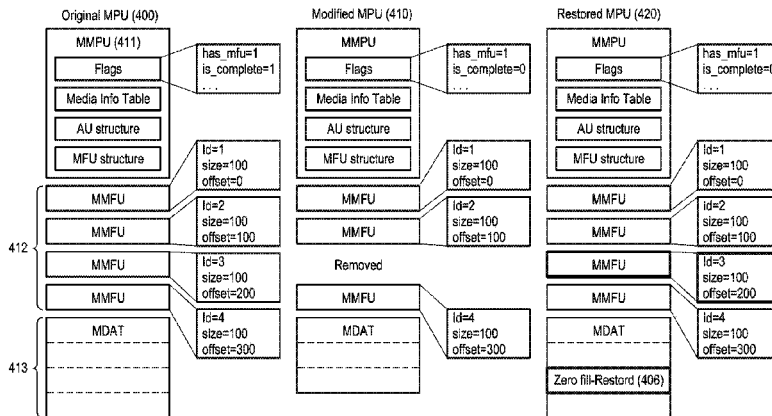 Original MPU (400)
MMPU (411)
Flags
Media Info Table
AU structure
MFU structure
has_mfu=1
is_complete=1
. . .
412
MMFU
MMFU
MMFU
MMFU
Id=1
size=100
offset=0
Id=2
size=100
offset=100
Id=3
size=100
offset=200
Id=4
size=100
offset=300
413
MDAT
Modified MPU (410)
MMPU
Flags
Media Info Table
AU structure
MFU structure
has_mfu=1
is_complete=0
. . .
MMFU
MMFU
Removed
MMFU
Id=1
size=100
offset=0
Id=2
size=100
offset=100
Id=4
size=100
offset=300
MDAT
Restored MPU (420)
MMPU
Flags
Media Info Table
AU structure
MFU structure
has_mfu=1
is_complete=0
. . .
MMFU
MMFU
MMFU
MMFU
Id=1
size=100
offset=0
Id=2
size=100
offset=100
Id=3
size=100
offset=200
Id=4
size=100
offset=300
MDAT
Zero fill-Restord (406)